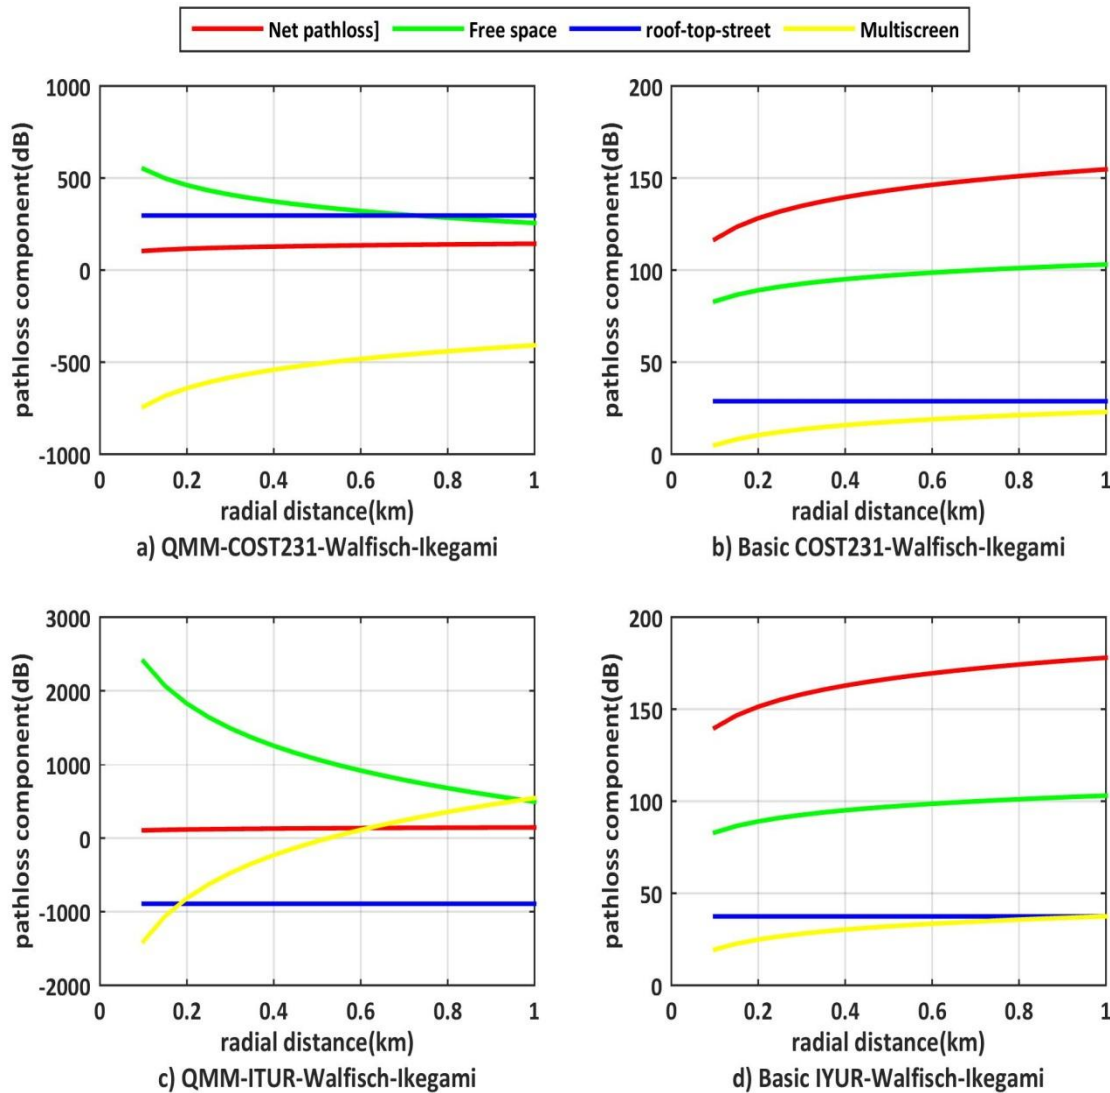 Net pathloss] Free space roof-top-street Multiscreen
1000
500
0
-500
-1000
pathloss component(dB)
0 0.2 0.4 0.6 0.8 1
radial distance(km)
a) QMM-COST231-Walfisch-Ikegami
200
150
100
50
0
pathloss component(dB)
0 0.2 0.4 0.6 0.8 1
radial distance(km)
b) Basic COST231-Walfisch-Ikegami
3000
2000
1000
0
-1000
-2000
pathloss component(dB)
0 0.2 0.4 0.6 0.8 1
radial distance(km)
c) QMM-ITUR-Walfisch-Ikegami
200
150
100
50
0
pathloss component(dB)
0 0.2 0.4 0.6 0.8 1
radial distance(km)
d) Basic IYUR-Walfisch-Ikegami